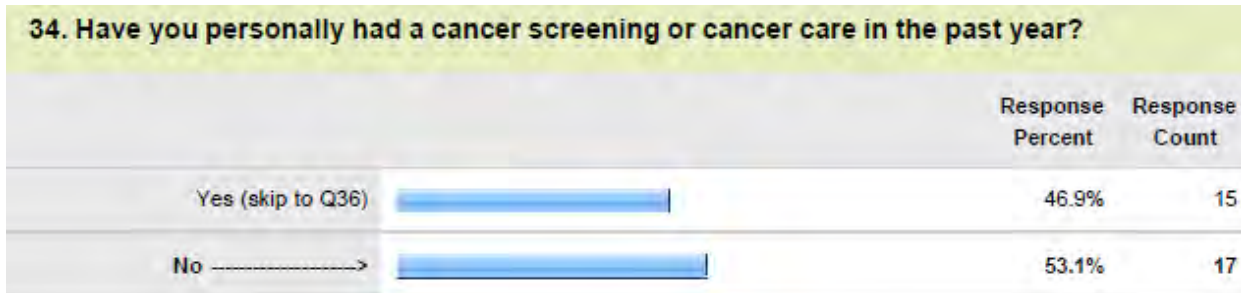 34. Have you personally had a cancer screening or cancer care in the past year?
Response Percent Response Count
Yes (skip to Q36) 46.9% 15
No --------------------> 53.1% 17